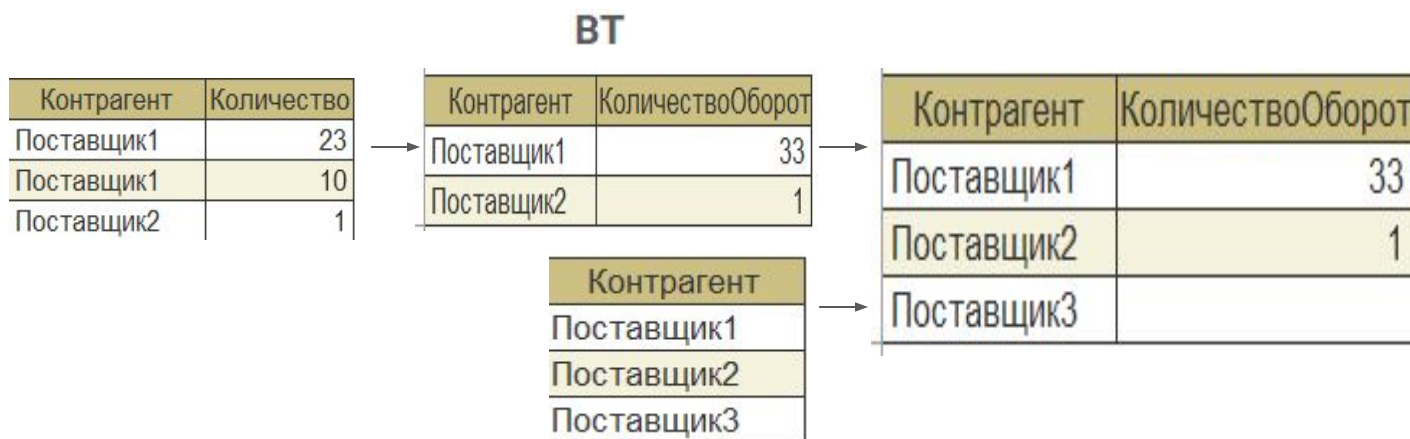 ВТ
Контрагент Количество
Поставщик1 23
Поставщик1 10
Поставщик2 1
Контрагент КоличествоОборот
Поставщик1 33
Поставщик2 1
Контрагент
Поставщик1
Поставщик2
Поставщик3
Контрагент КоличествоОборот
Поставщик1 33
Поставщик2 1
Поставщик3